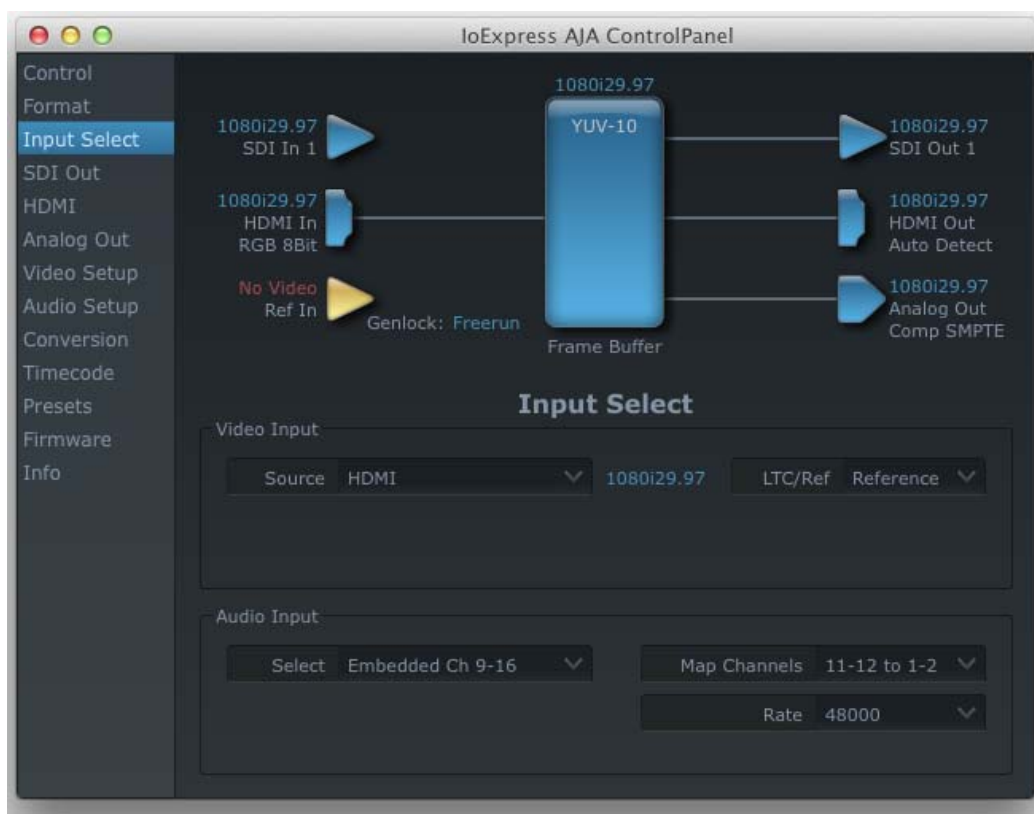 IoExpress AJA ControlPanel
Control
Format
Input Select
SDI Out
HDMI
Analog Out
Video Setup
Audio Setup
Conversion
Timecode
Presets
Firmware
Info
1080i29.97
SDI In 1
1080i29.97
HDMI In
RGB 8Bit
No Video
Ref In
Genlock: Freerun
1080i29.97
YUV-10
Frame Buffer
1080i29.97
SDI Out 1
1080i29.97
HDMI Out
Auto Detect
1080i29.97
Analog Out
Comp SMPTE
Input Select
Video Input
Source HDMI 1080i29.97 LTC/Ref Reference
Audio Input
Select Embedded Ch 9-16 Map Channels 11-12 to 1-2
Rate 48000